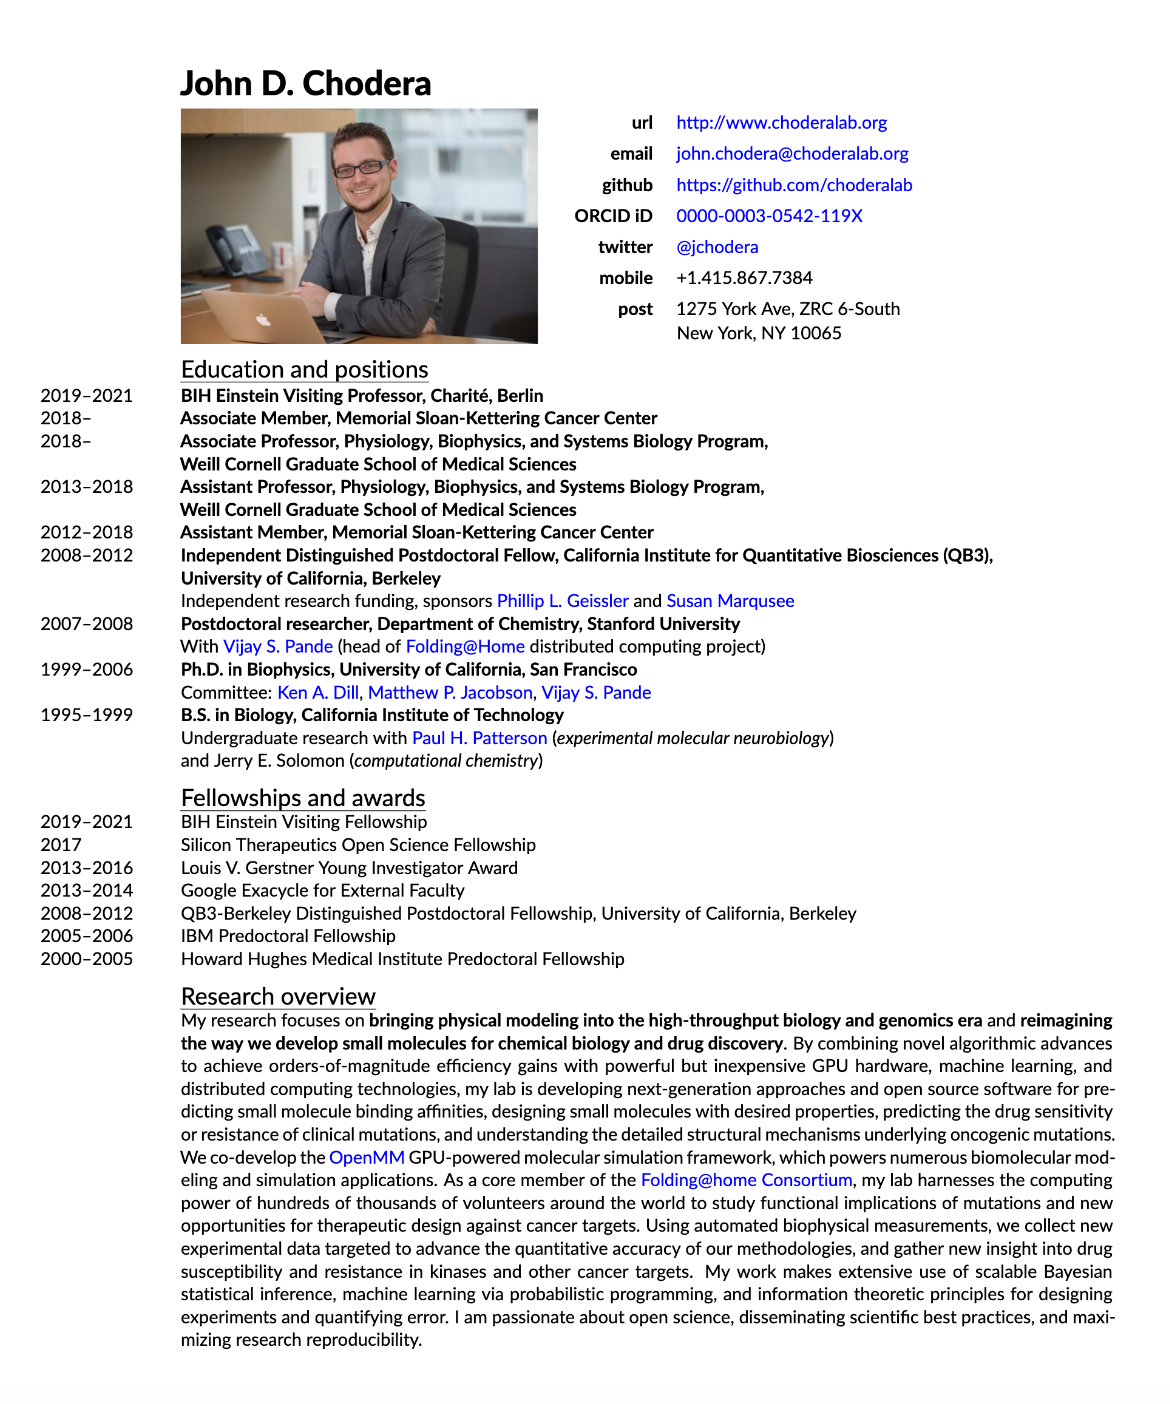 John D. Chodera
url http://www.choderalab.org
email john.chodera@choderalab.org
github https://github.com/choderalab
ORCID iD 0000-0003-0542-119X
twitter @jchodera
mobile +1.415.867.7384
post 1275 York Ave, ZRC 6-South
New York, NY 10065
Education and positions
2019–2021 BIH Einstein Visiting Professor, Charité, Berlin
2018– Associate Member, Memorial Sloan-Kettering Cancer Center
2018– Associate Professor, Physiology, Biophysics, and Systems Biology Program,
Weill Cornell Graduate School of Medical Sciences
2013–2018 Assistant Professor, Physiology, Biophysics, and Systems Biology Program,
Weill Cornell Graduate School of Medical Sciences
2012–2018 Assistant Member, Memorial Sloan-Kettering Cancer Center
2008–2012 Independent Distinguished Postdoctoral Fellow, California Institute for Quantitative Biosciences (QB3),
University of California, Berkeley
Independent research funding, sponsors Phillip L. Geissler and Susan Marqusee
2007–2008 Postdoctoral researcher, Department of Chemistry, Stanford University
With Vijay S. Pande (head of Folding@Home distributed computing project)
1999–2006 Ph.D. in Biophysics, University of California, San Francisco
Committee: Ken A. Dill, Matthew P. Jacobson, Vijay S. Pande
1995–1999 B.S. in Biology, California Institute of Technology
Undergraduate research with Paul H. Patterson (experimental molecular neurobiology)
and Jerry E. Solomon (computational chemistry)
Fellowships and awards
2019–2021 BIH Einstein Visiting Fellowship
2017 Silicon Therapeutics Open Science Fellowship
2013–2016 Louis V. Gerstner Young Investigator Award
2013–2014 Google Exacycle for External Faculty
2008–2012 QB3-Berkeley Distinguished Postdoctoral Fellowship, University of California, Berkeley
2005–2006 IBM Predoctoral Fellowship
2000–2005 Howard Hughes Medical Institute Predoctoral Fellowship
Research overview
My research focuses on bringing physical modeling into the high-throughput biology and genomics era and reimagining
the way we develop small molecules for chemical biology and drug discovery. By combining novel algorithmic advances
to achieve orders-of-magnitude efficiency gains with powerful but inexpensive GPU hardware, machine learning, and
distributed computing technologies, my lab is developing next-generation approaches and open source software for pre-
dicting small molecule binding affinities, designing small molecules with desired properties, predicting the drug sensitivity
or resistance of clinical mutations, and understanding the detailed structural mechanisms underlying oncogenic mutations.
We co-develop the OpenMM GPU-powered molecular simulation framework, which powers numerous biomolecular mod-
eling and simulation applications. As a core member of the Folding@home Consortium, my lab harnesses the computing
power of hundreds of thousands of volunteers around the world to study functional implications of mutations and new
opportunities for therapeutic design against cancer targets. Using automated biophysical measurements, we collect new
experimental data targeted to advance the quantitative accuracy of our methodologies, and gather new insight into drug
susceptibility and resistance in kinases and other cancer targets. My work makes extensive use of scalable Bayesian
statistical inference, machine learning via probabilistic programming, and information theoretic principles for designing
experiments and quantifying error. I am passionate about open science, disseminating scientific best practices, and maxi-
mizing research reproducibility.